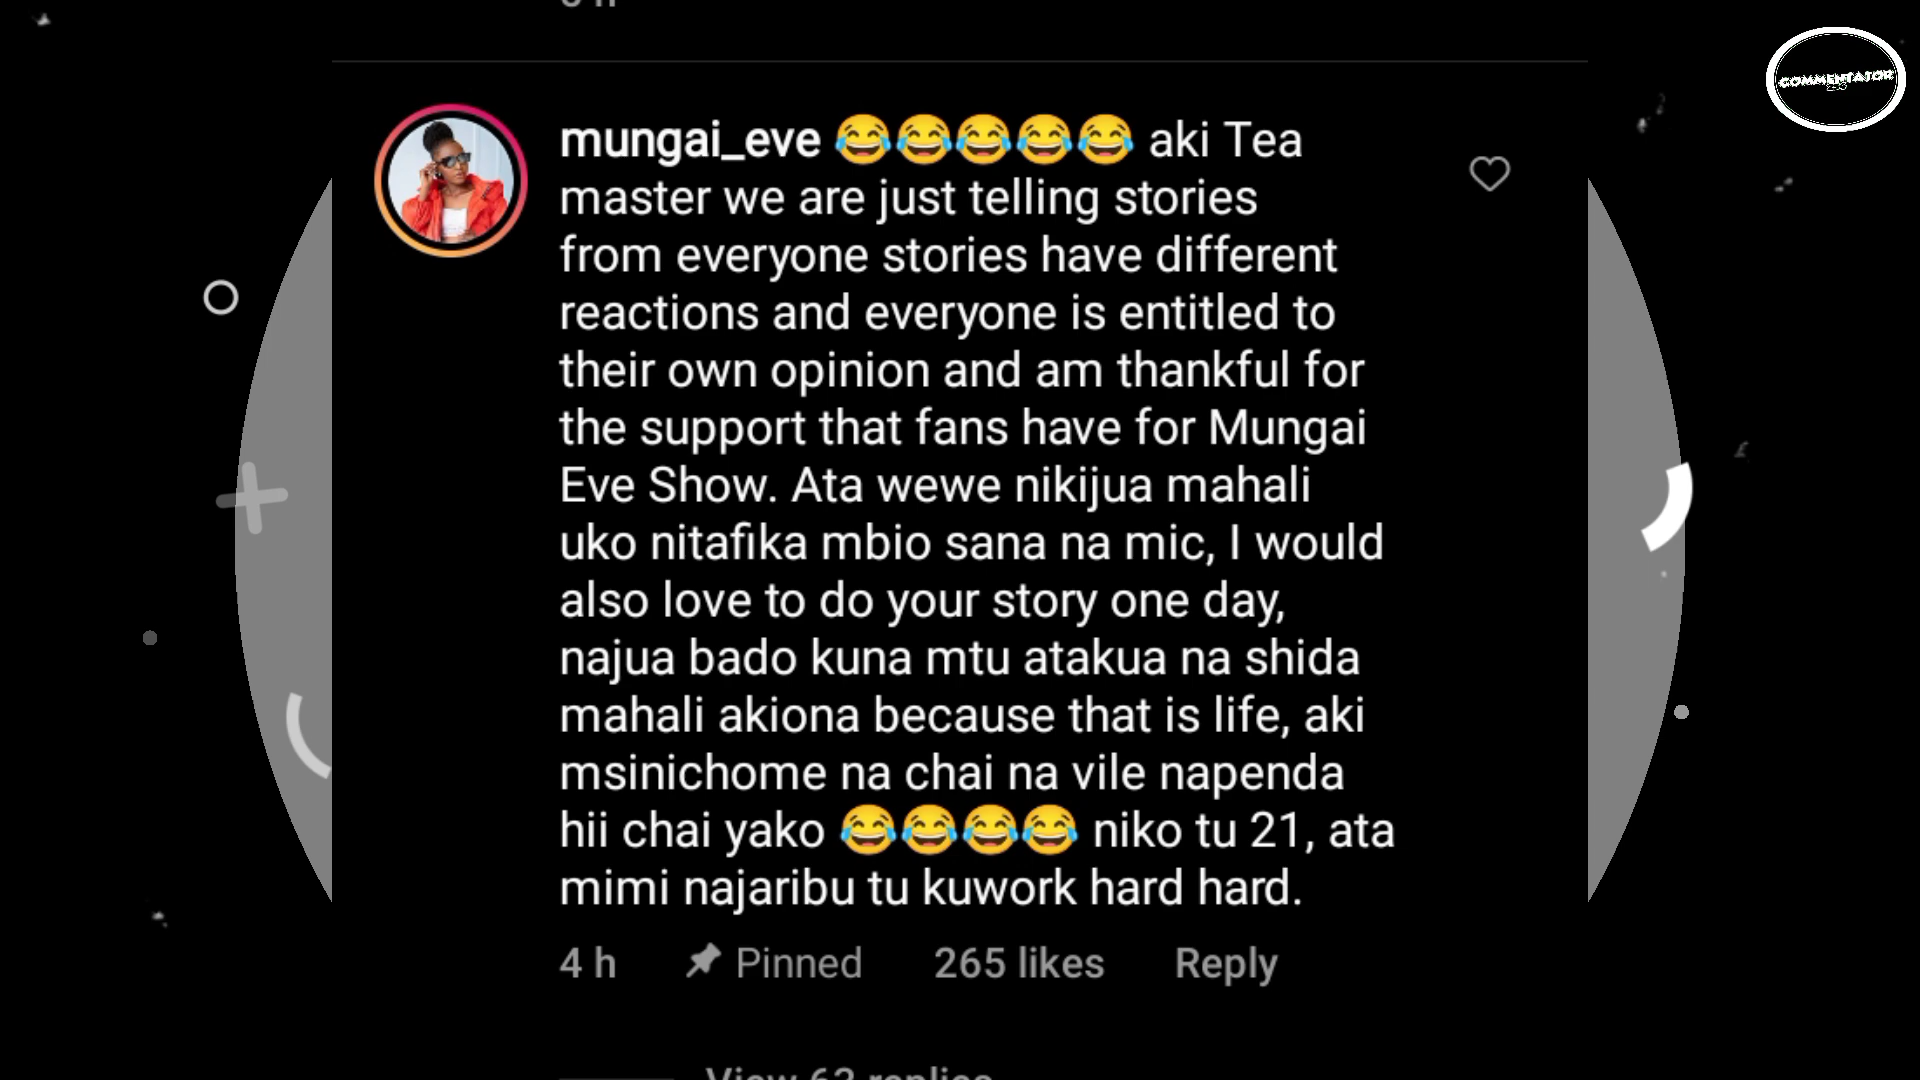 COMMENTATOR
mungai_eve 😂😂😂😂😂 aki Tea
master we are just telling stories
from everyone stories have different
reactions and everyone is entitled to
their own opinion and am thankful for
the support that fans have for Mungai
Eve Show. Ata wewe nikijua mahali
uko nitafika mbio sana na mic, I would
also love to do your story one day,
najua bado kuna mtu atakua na shida
mahali akiona because that is life, aki
msinichome na chai na vile napenda
hii chai yako 😂😂😂😂 niko tu 21, ata
mimi najaribu tu kuwork hard hard.
4 h Pinned 265 likes Reply
View 63 replies